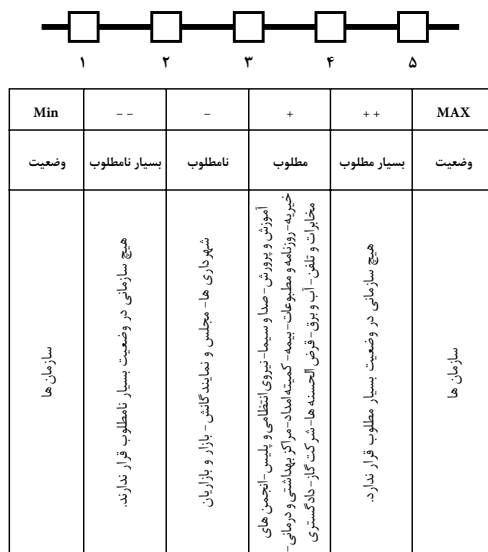 ۱ ۲ ۳ ۴ ۵
Min -- - + ++ MAX
وضعیت بسیار نامطلوب نامطلوب مطلوب بسیار مطلوب وضعیت
سازمان ها
هیچ سازمانی در وضعیت بسیار نامطلوب قرار ندارند.
شهرداری ها- مجلس و نمایندگانش- بازار و بازاریان
آموزش و پرورش- صدا و سیما- نیروی انتظامی و پلیس- انجمن های
خیریه- روزنامه و مطبوعات- بیمه- کمیته امداد- مراکز بهداشتی و درمانی-
مخابرات و تلفن- آب و برق- قرض الحسنه ها- شرکت گاز- دادگستری
هیچ سازمانی در وضعیت بسیار مطلوب قرار ندارد.
سازمان ها